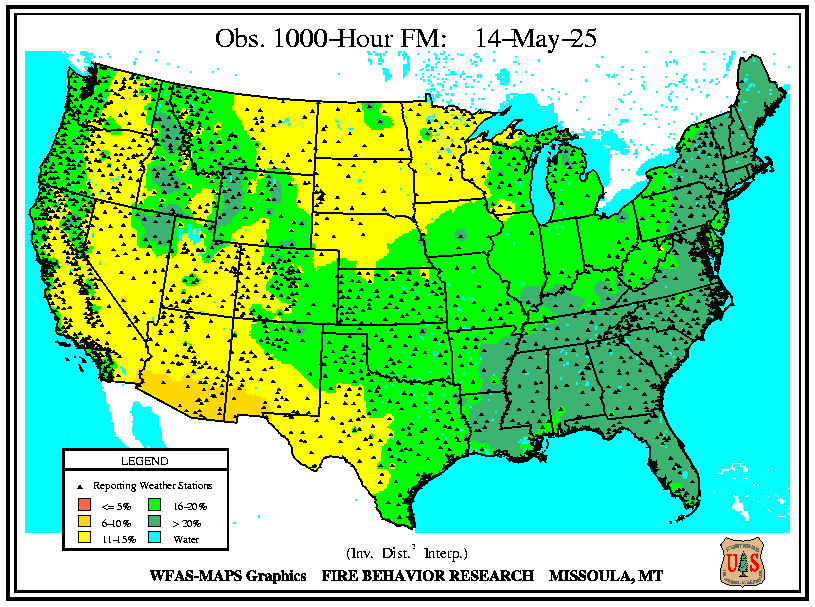 Obs. 1000-Hour FM: 14-May-25
LEGEND
Reporting Weather Stations
<= 5% 16-20%
6-10% > 20%
11-15% Water
(Inv. Dist.² Interp.)
WFAS-MAPS Graphics FIRE BEHAVIOR RESEARCH MISSOULA, MT
U S